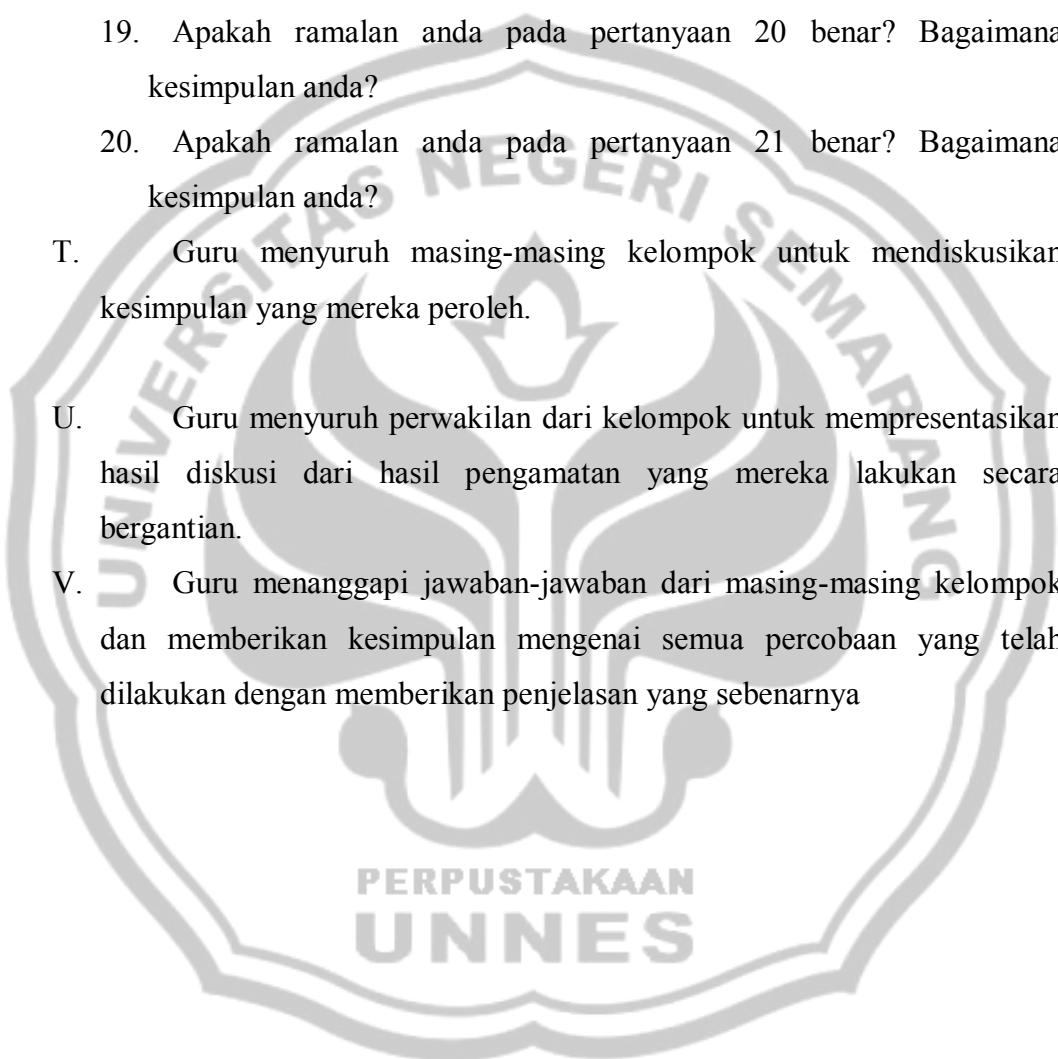 19. Apakah ramalan anda pada pertanyaan 20 benar? Bagaimana
kesimpulan anda?
20. Apakah ramalan anda pada pertanyaan 21 benar? Bagaimana
kesimpulan anda?
T. Guru menyuruh masing-masing kelompok untuk mendiskusikan
kesimpulan yang mereka peroleh.
U. Guru menyuruh perwakilan dari kelompok untuk mempresentasikan
hasil diskusi dari hasil pengamatan yang mereka lakukan secara
bergantian.
V. Guru menanggapi jawaban-jawaban dari masing-masing kelompok
dan memberikan kesimpulan mengenai semua percobaan yang telah
dilakukan dengan memberikan penjelasan yang sebenarnya
UNIVERSITAS NEGERI SEMARANG
PERPUSTAKAAN
UNNES